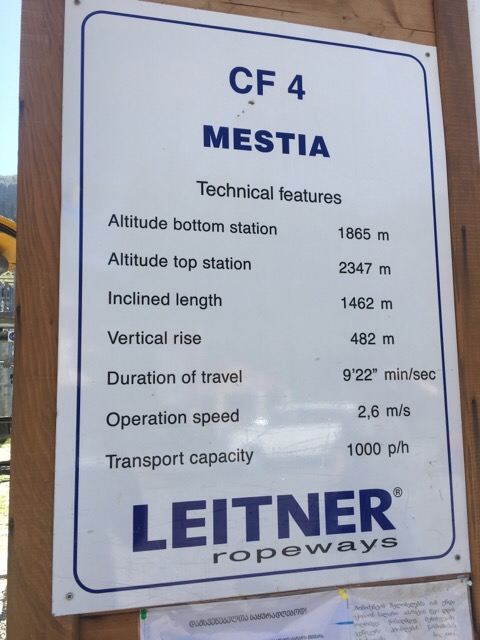 CF 4
MESTIA
Technical features
Altitude bottom station 1865 m
Altitude top station 2347 m
Inclined length 1462 m
Vertical rise 482 m
Duration of travel 9'22" min/sec
Operation speed 2,6 m/s
Transport capacity 1000 p/h
LEITNER®
ropeways